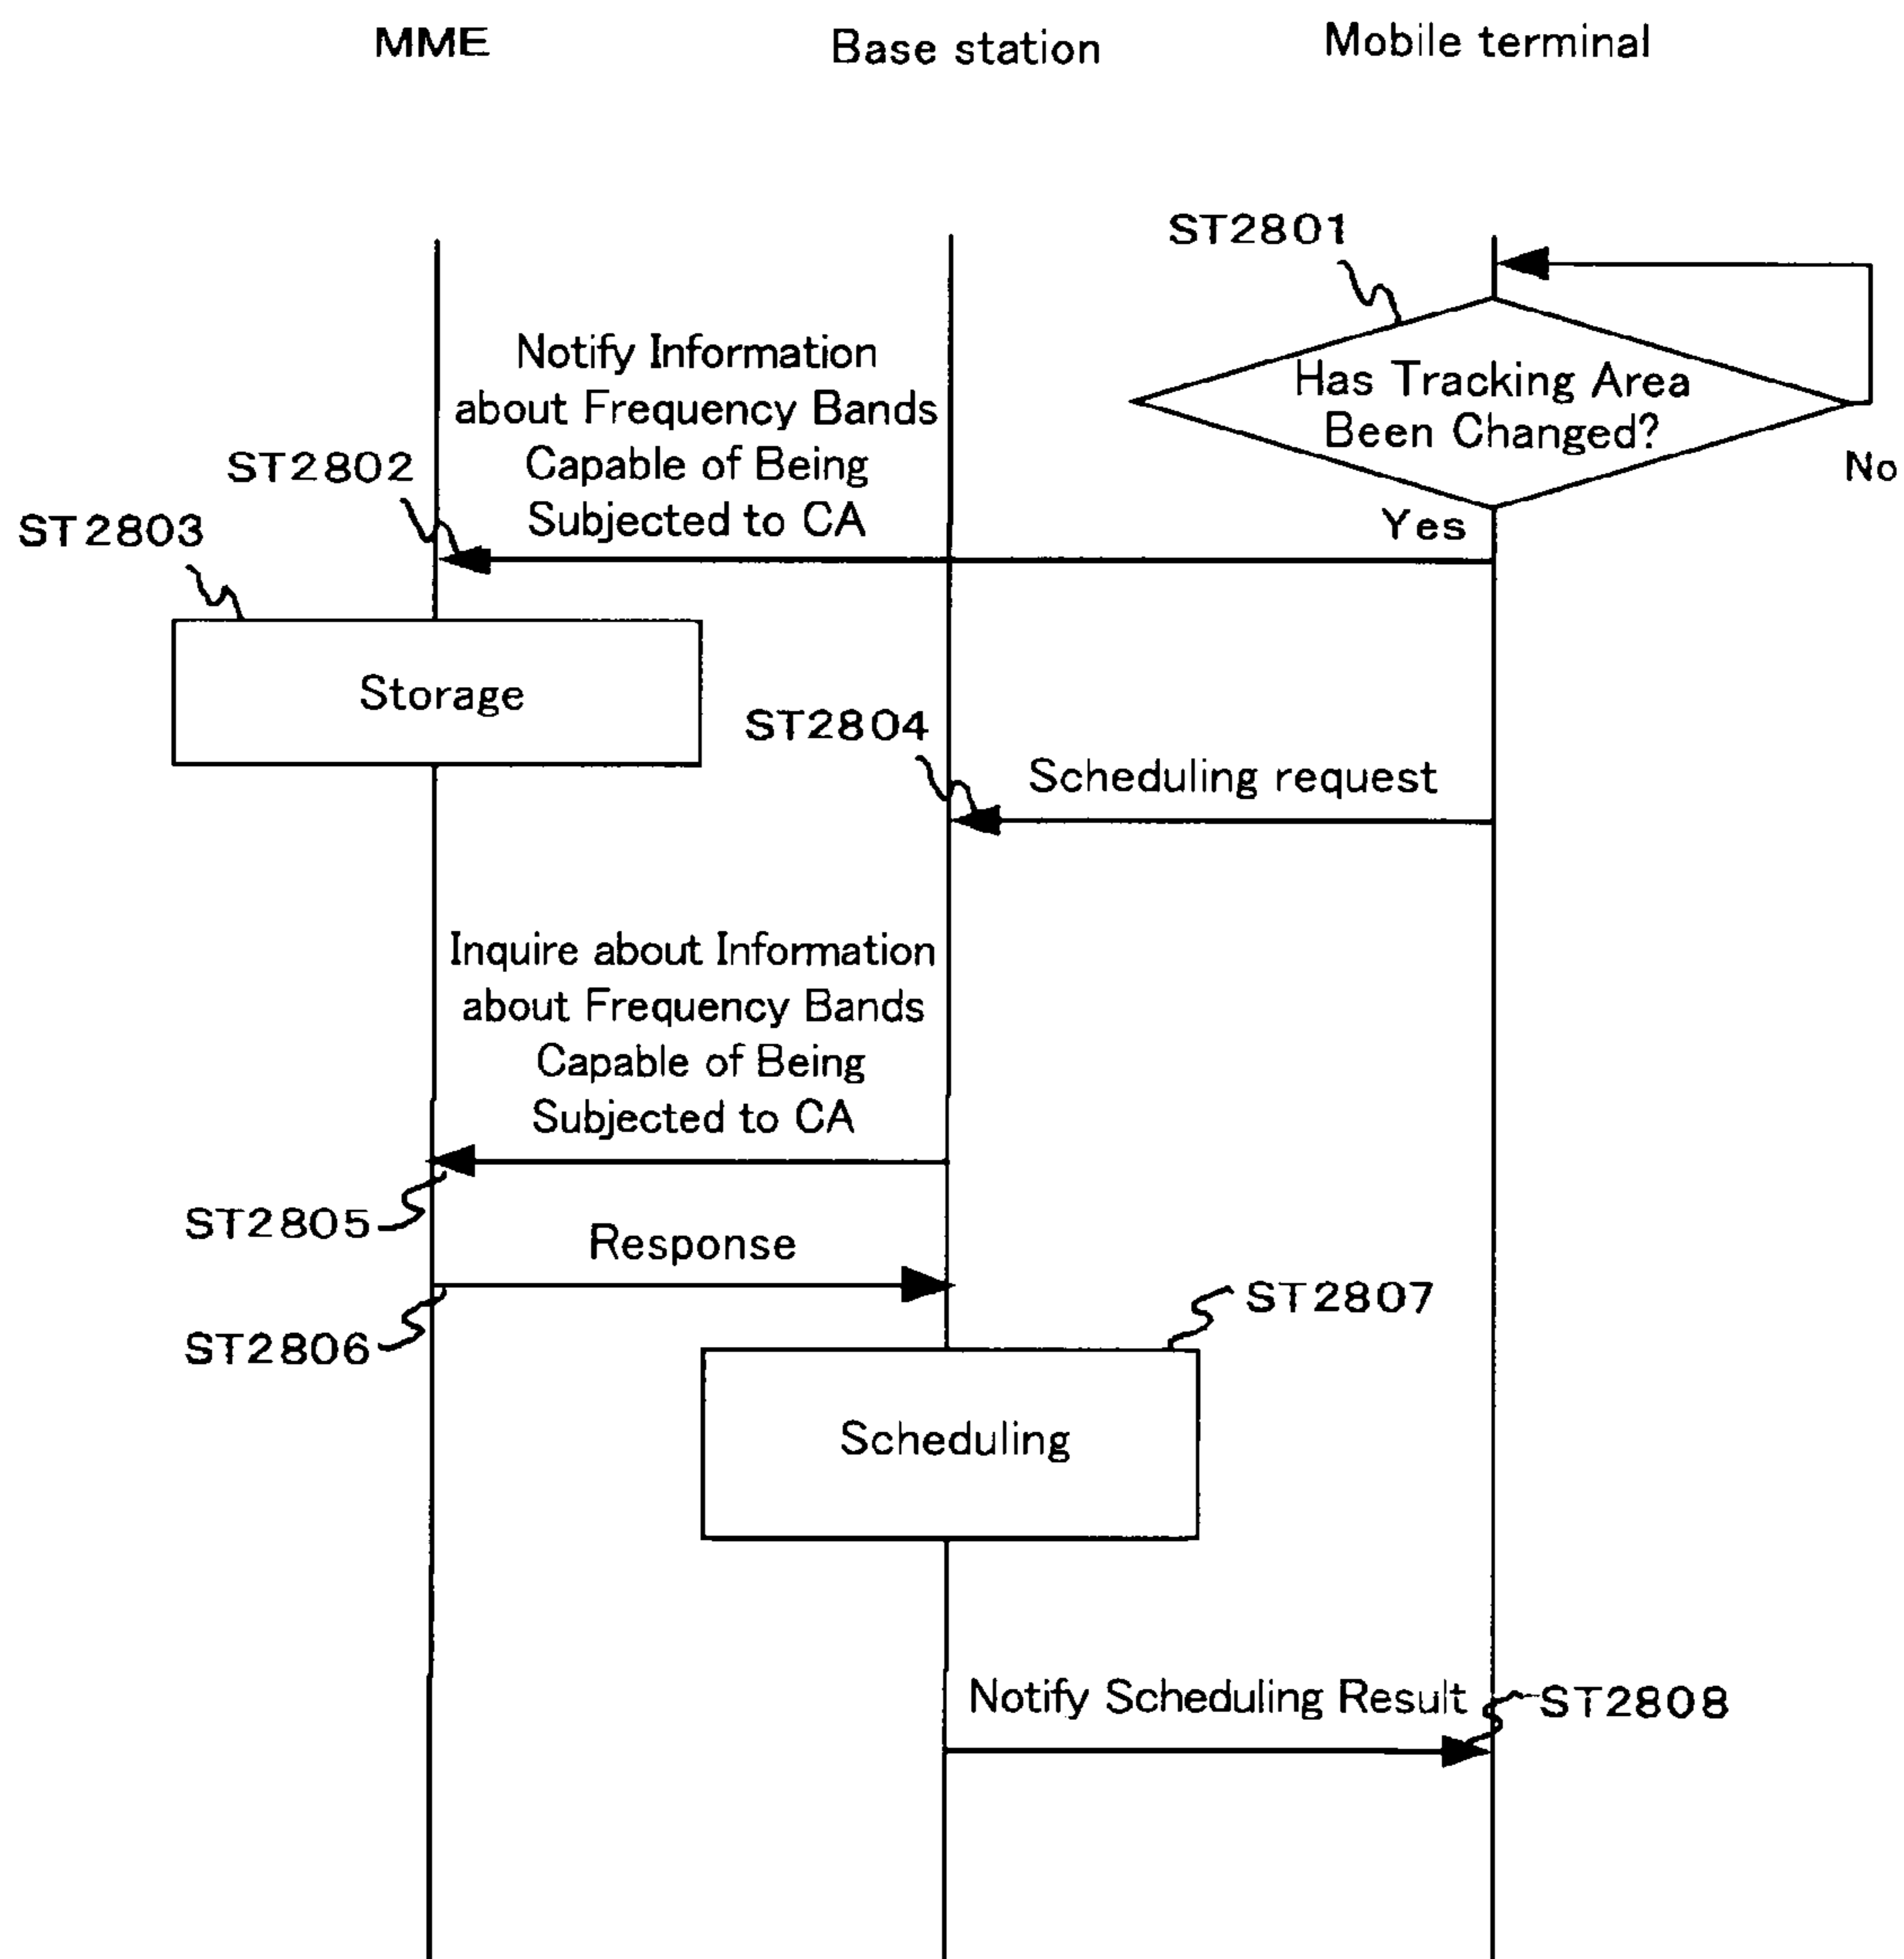 MME
Base station
Mobile terminal
ST2801
Has Tracking Area
Been Changed?
No
Yes
Notify Information
about Frequency Bands
Capable of Being
Subjected to CA
ST2802
ST2803
Storage
ST2804
Scheduling request
Inquire about Information
about Frequency Bands
Capable of Being
Subjected to CA
ST2805
Response
ST2806
ST2807
Scheduling
Notify Scheduling Result
ST2808